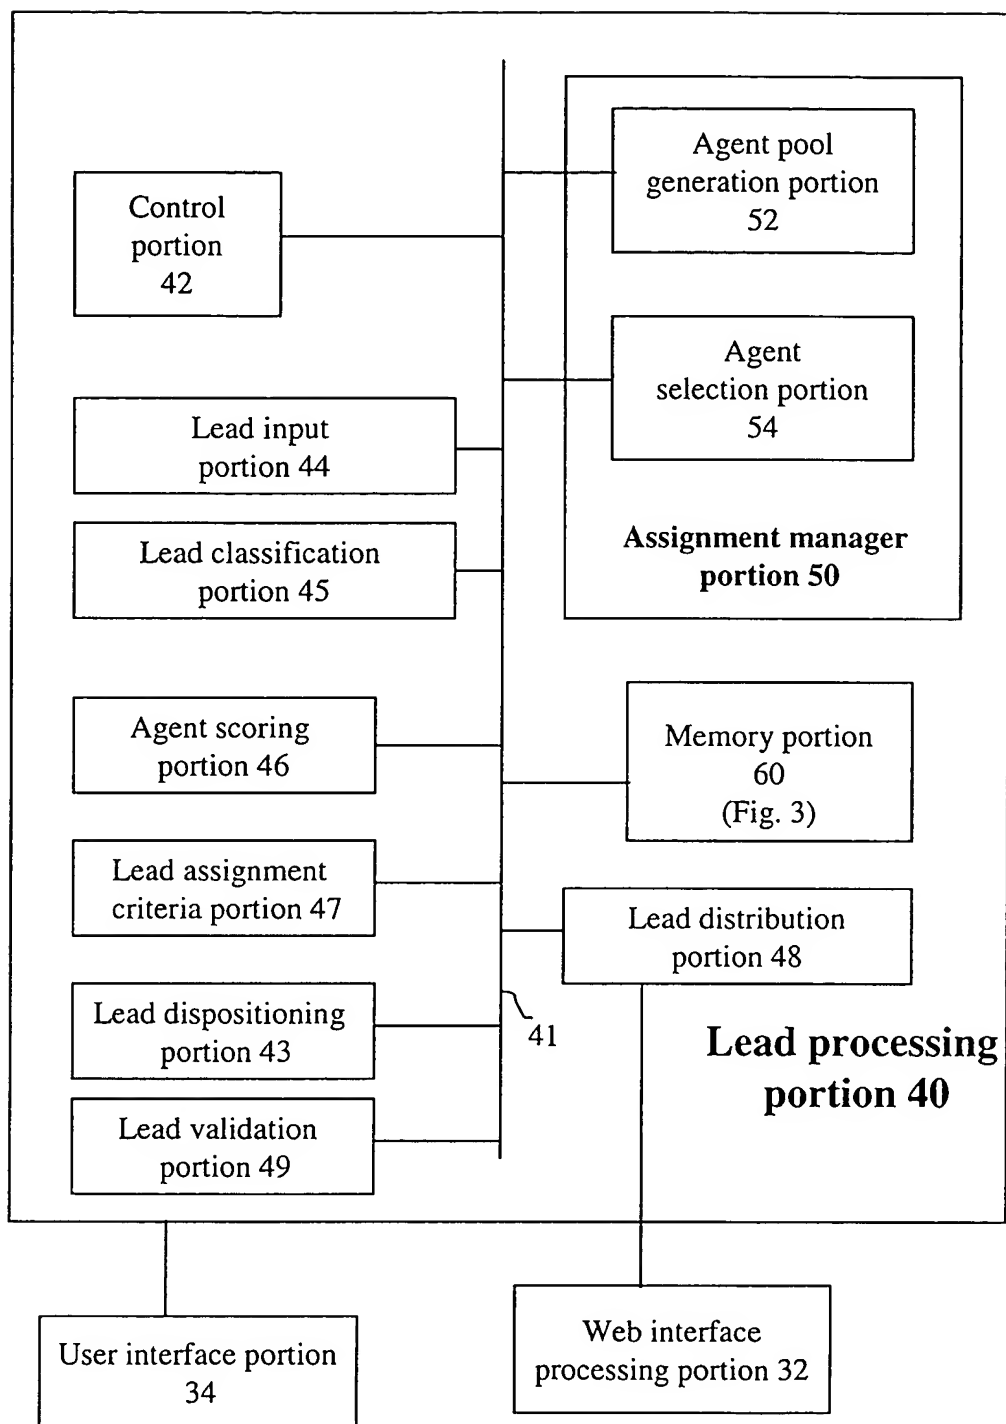 Control
portion
42
Agent pool
generation portion
52
Agent
selection portion
54
Assignment manager
portion 50
Lead input
portion 44
Lead classification
portion 45
Agent scoring
portion 46
Memory portion
60
(Fig. 3)
Lead assignment
criteria portion 47
Lead distribution
portion 48
Lead dispositioning
portion 43
41
Lead processing
portion 40
Lead validation
portion 49
User interface portion
34
Web interface
processing portion 32